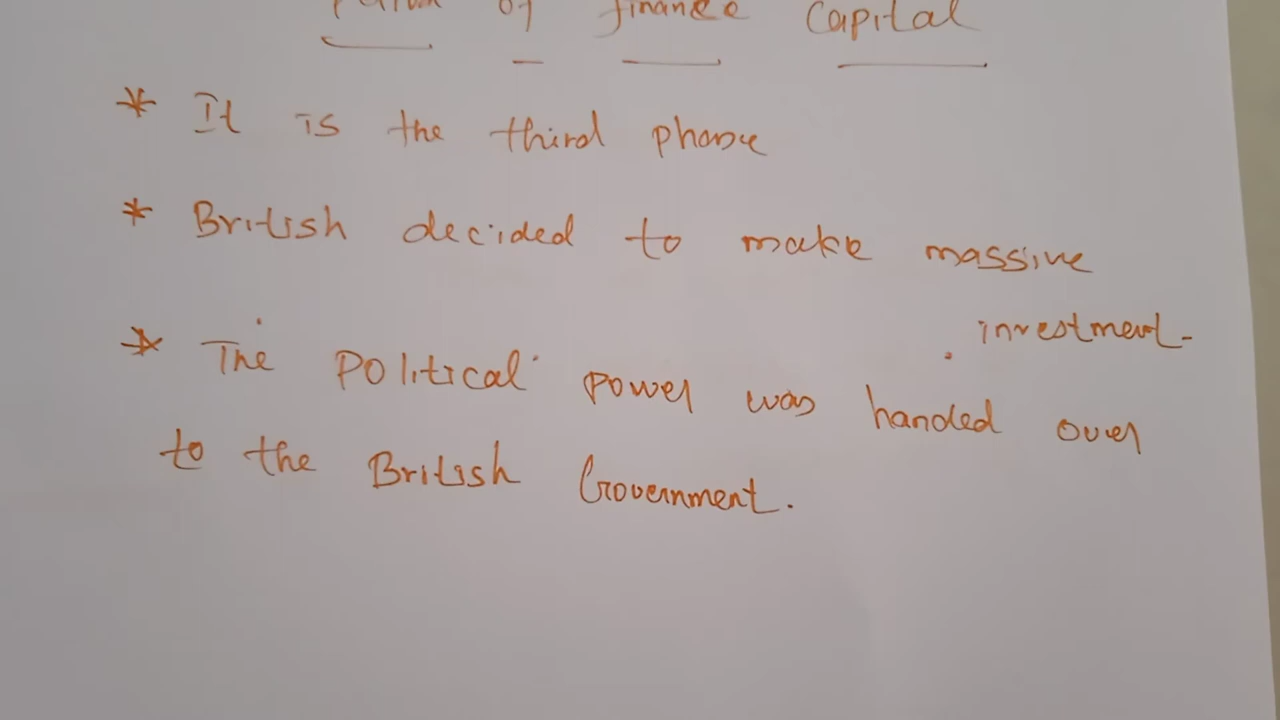 of finance Capital
* It is the third phase
* British decided to make massive
investment.
* The Political power was handed over
to the British Government.